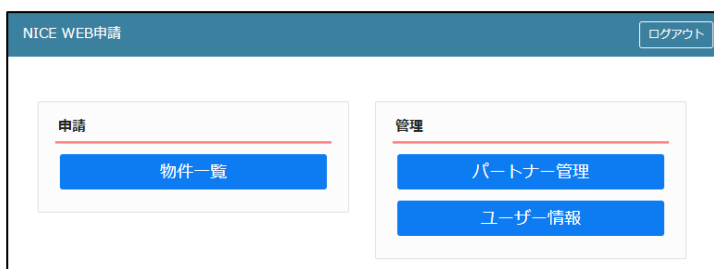 NICE WEB申請
ログアウト
申請
物件一覧
管理
パートナー管理
ユーザー情報